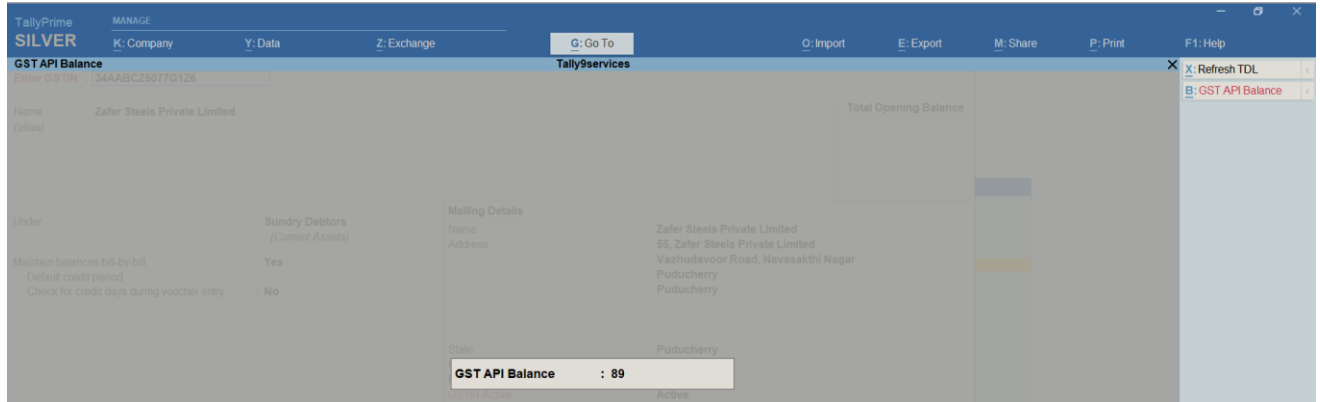 TallyPrime MANAGE
SILVER K: Company Y: Data Z: Exchange G: Go To O: Import E: Export M: Share P: Print F1: Help
GST API Balance Tally9services
X: Refresh TDL
Enter GSTIN : 34AABCZ5077G1Z6
B: GST API Balance
Name Zafer Steels Private Limited
(alias)
Total Opening Balance
Under Sundry Debtors
(Current Assets)
Maintain balances bill-by-bill : Yes
Default credit period
Check for credit days during voucher entry : No
Mailing Details
Name Zafer Steels Private Limited
Address 55, Zafer Steels Private Limited
Vazhudavoor Road, Navasakthi Nagar
Puducherry
Puducherry
State Puducherry
GST API Balance : 89
GSTIN Active Active